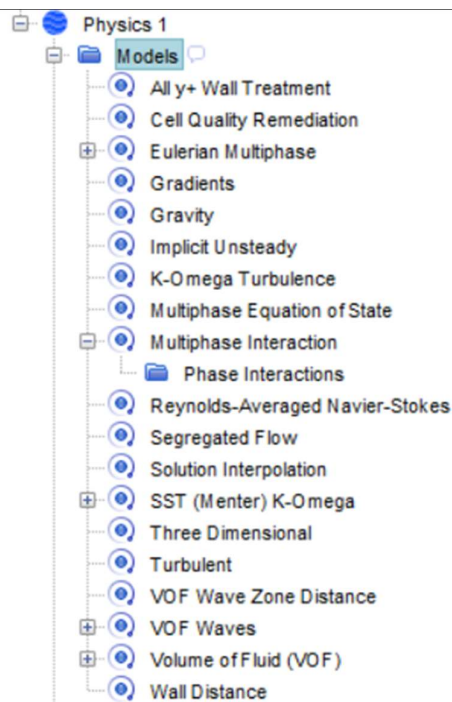 Physics 1
Models
All y+ Wall Treatment
Cell Quality Remediation
Eulerian Multiphase
Gradients
Gravity
Implicit Unsteady
K-Omega Turbulence
Multiphase Equation of State
Multiphase Interaction
Phase Interactions
Reynolds-Averaged Navier-Stokes
Segregated Flow
Solution Interpolation
SST (Menter) K-Omega
Three Dimensional
Turbulent
VOF Wave Zone Distance
VOF Waves
Volume of Fluid (VOF)
Wall Distance